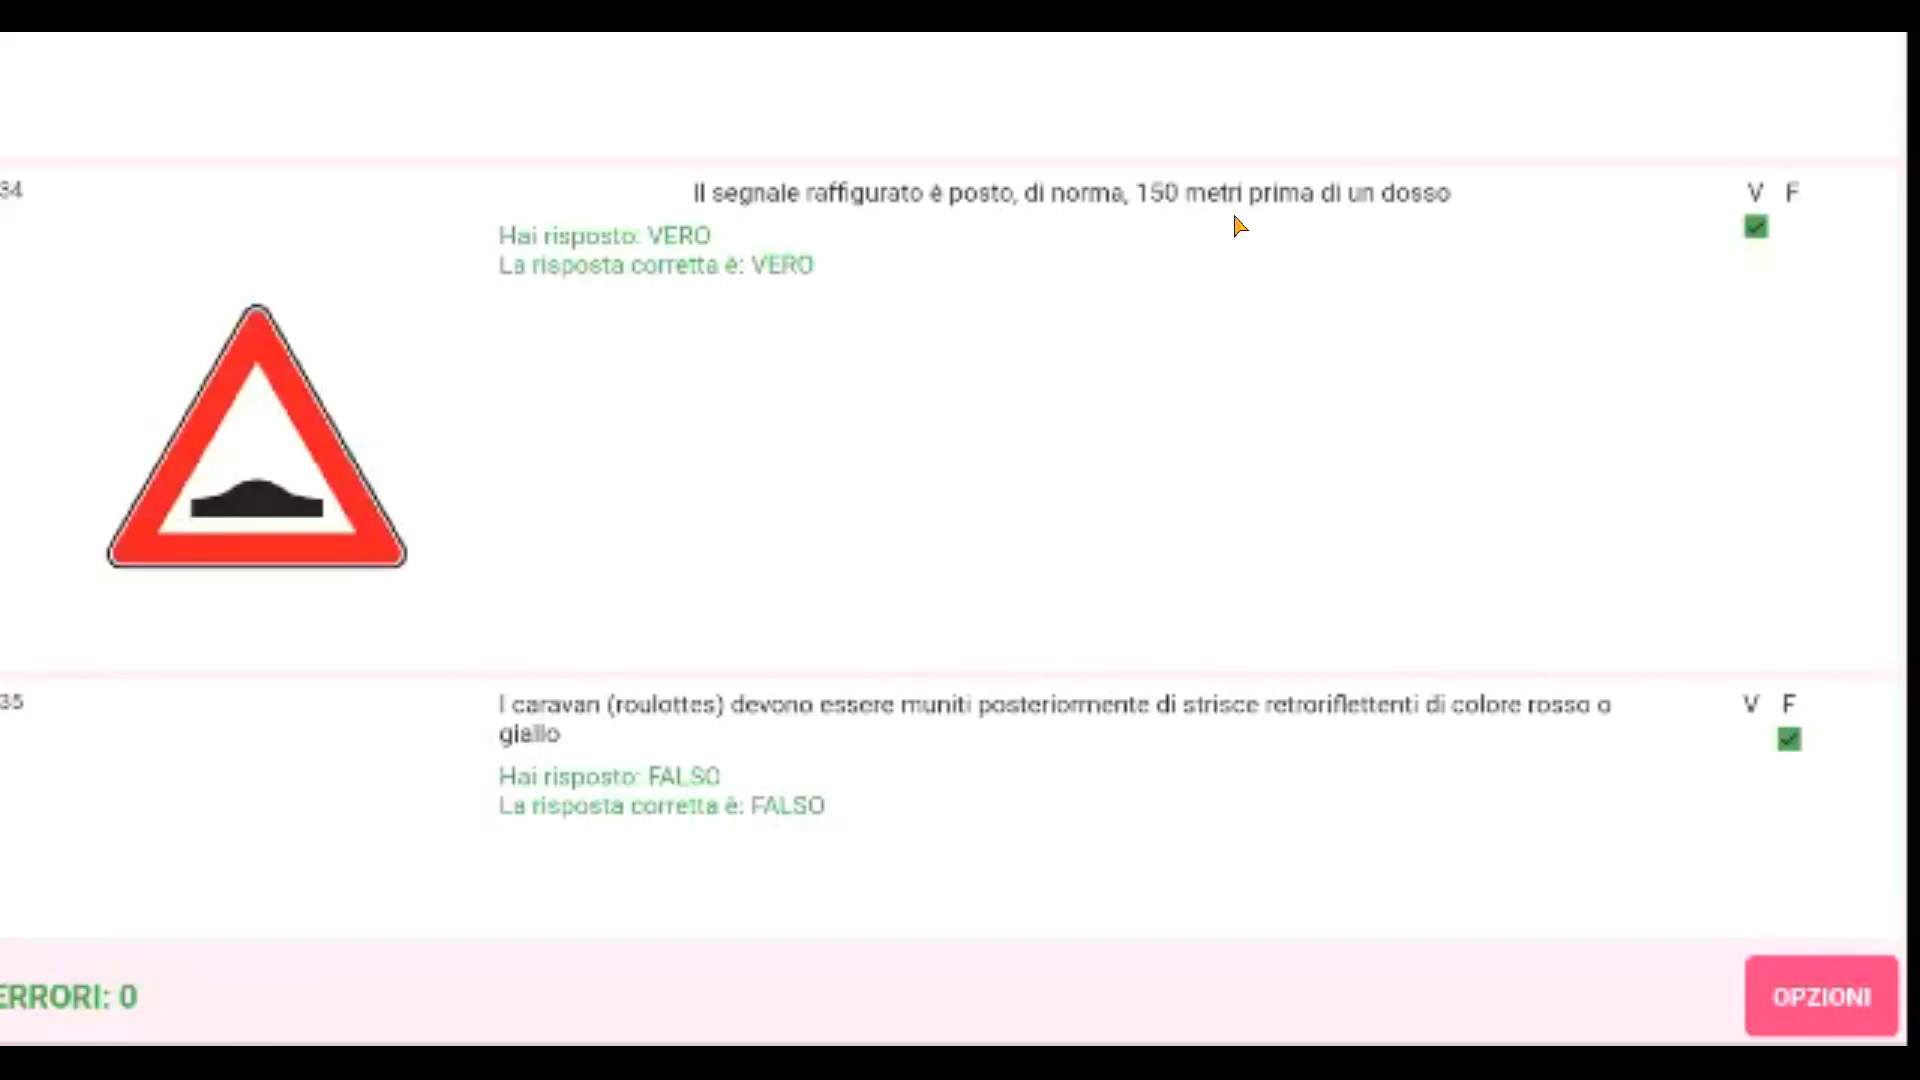 34
Il segnale raffigurato è posto, di norma, 150 metri prima di un dosso
V F
Hai risposto: VERO
La risposta corretta è: VERO
35
I caravan (roulottes) devono essere muniti posteriormente di strisce retroriflettenti di colore rosso o
giallo
V F
Hai risposto: FALSO
La risposta corretta è: FALSO
ERRORI: 0
OPZIONI